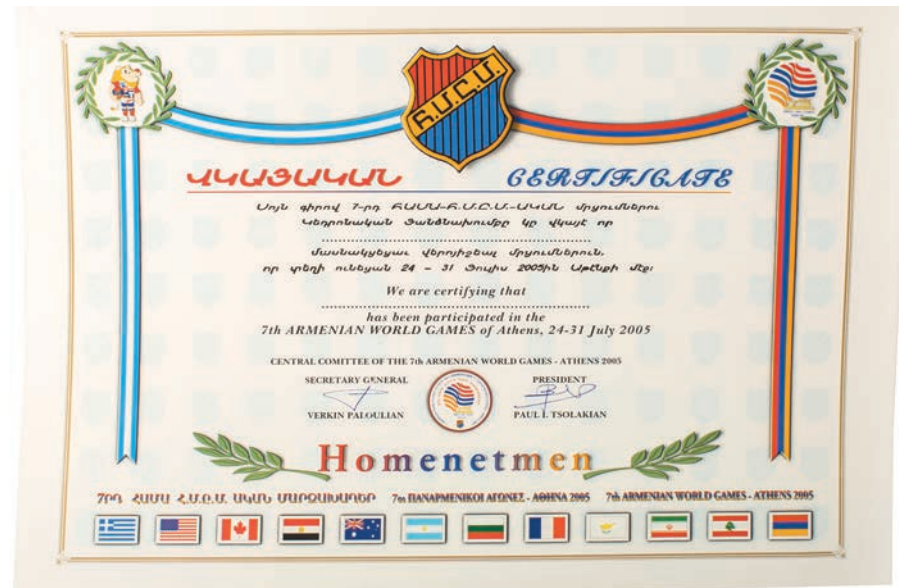 Հ.Մ.Ը.Մ.
ՎԿԱՅԱԿԱՆ CERTIFICATE
Սոյն գիրով 7-րդ ՀԱՄԱ-Հ.Մ.Ը.Մ.-ԱԿԱՆ մրցումներու
Կեդրոնական Յանձնախումբը կը վկայէ որ
մասնակցեցաւ վերոյիշեալ մրցումներուն,
որ տեղի ունեցան 24 – 31 Յուլիս 2005ին Աթէնքի մէջ:
We are certifying that
has been participated in the
7th ARMENIAN WORLD GAMES of Athens, 24-31 July 2005
CENTRAL COMITTEE OF THE 7th ARMENIAN WORLD GAMES - ATHENS 2005
SECRETARY GENERAL PRESIDENT
VERKIN PALOULIAN PAUL I. TSOLAKIAN
Homenetmen
7ՐԴ ՀԱՄԱ Հ.Մ.Ը.Մ. ԱԿԱՆ ՄԱՐԶԱԽԱՂԵՐ 7οι ΠΑΝΑΡΜΕΝΙΚΟΙ ΑΓΩΝΕΣ - ΑΘΗΝΑ 2005 7th ARMENIAN WORLD GAMES - ATHENS 2005